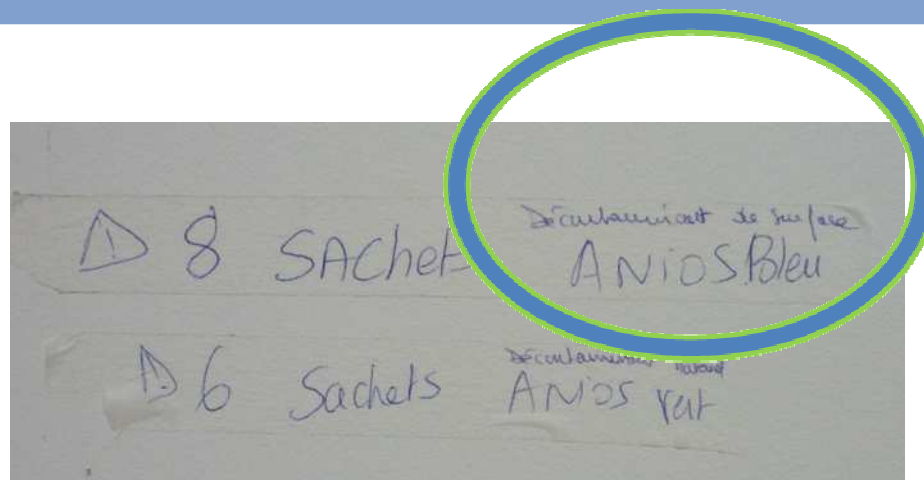 Décontaminant de surface
⚠ 8 SAChets ANiOS Bleu
Décontaminant
⚠ 6 Sachets ANiOS vert